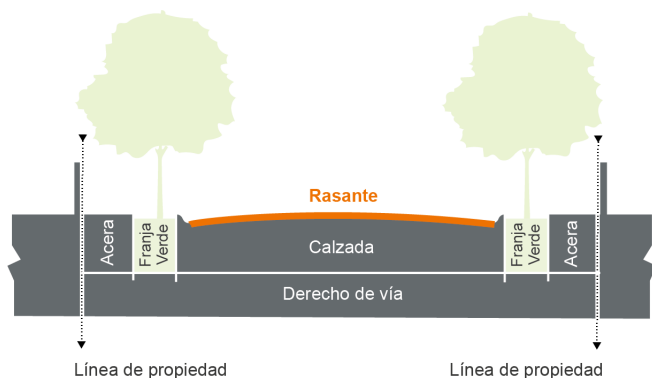 Rasante
Acera
Franja
Verde
Calzada
Franja
Verde
Acera
Derecho de vía
Línea de propiedad
Línea de propiedad